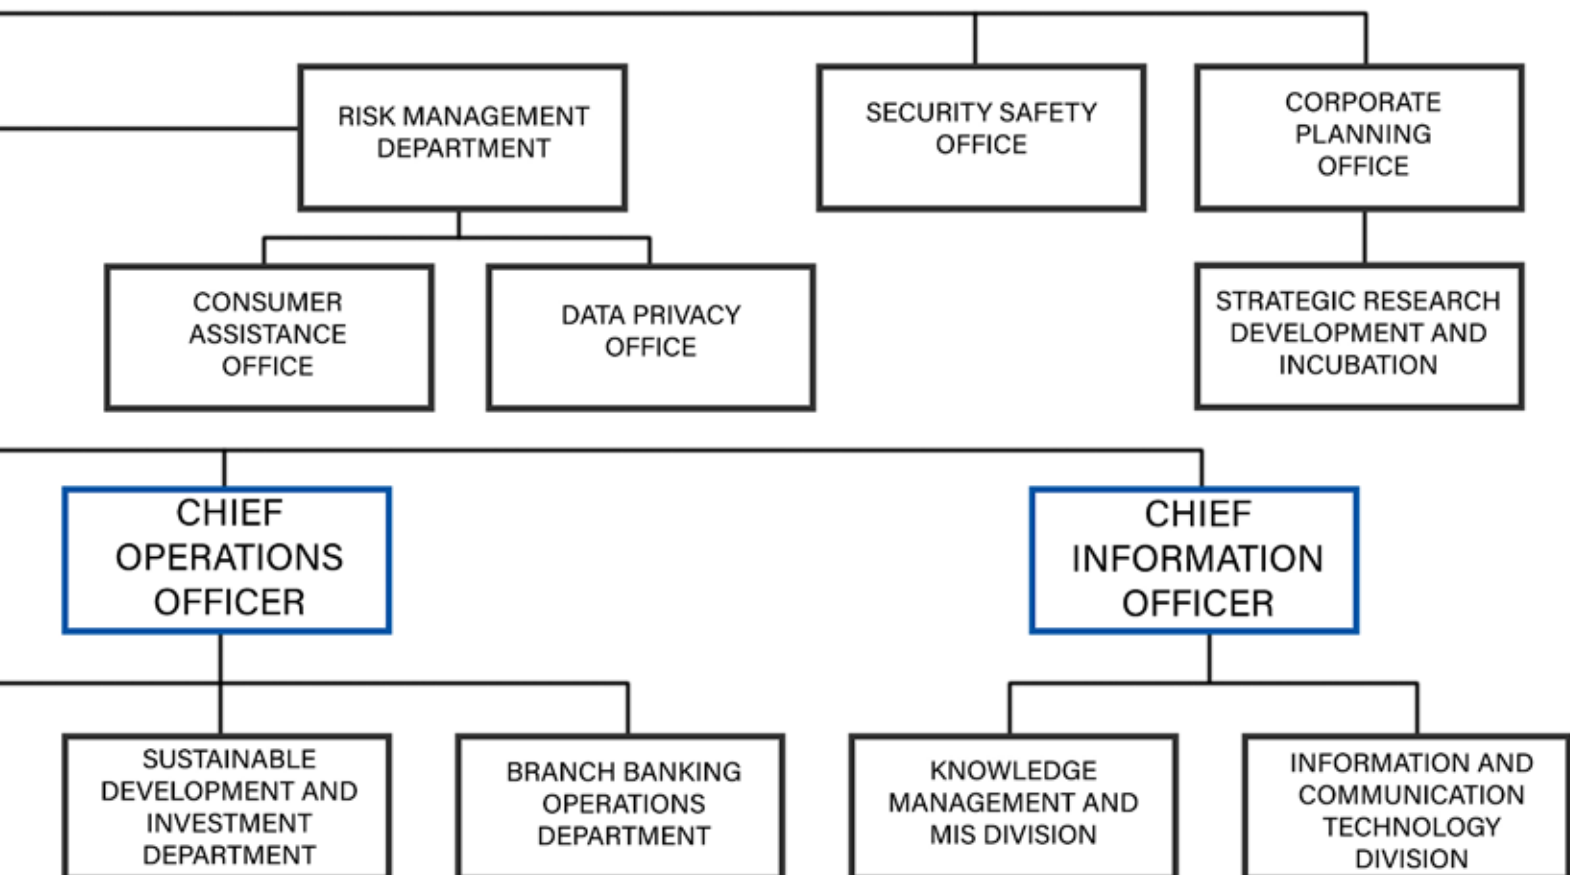 RISK MANAGEMENT
DEPARTMENT
SECURITY SAFETY
OFFICE
CORPORATE
PLANNING
OFFICE
CONSUMER
ASSISTANCE
OFFICE
DATA PRIVACY
OFFICE
STRATEGIC RESEARCH
DEVELOPMENT AND
INCUBATION
CHIEF
OPERATIONS
OFFICER
CHIEF
INFORMATION
OFFICER
SUSTAINABLE
DEVELOPMENT AND
INVESTMENT
DEPARTMENT
BRANCH BANKING
OPERATIONS
DEPARTMENT
KNOWLEDGE
MANAGEMENT AND
MIS DIVISION
INFORMATION AND
COMMUNICATION
TECHNOLOGY
DIVISION